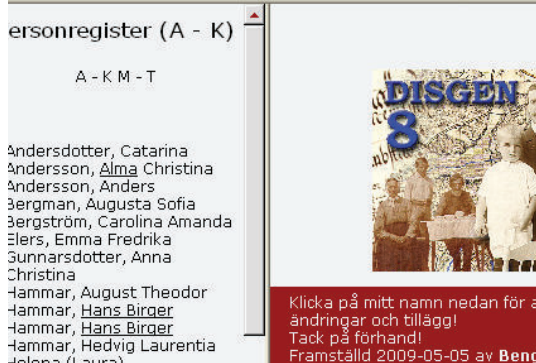 ersonregister (A - K)
A - K M - T
Andersdotter, Catarina
Andersson, Alma Christina
Andersson, Anders
Bergman, Augusta Sofia
Bergström, Carolina Amanda
Elers, Emma Fredrika
Gunnarsdotter, Anna
Christina
Hammar, August Theodor
Hammar, Hans Birger
Hammar, Hans Birger
Hammar, Hedvig Laurentia
Helena (Laura)
DISGEN
8
Klicka på mitt namn nedan för a
ändringar och tillägg!
Tack på förhand!
Framställd 2009-05-05 av Beng